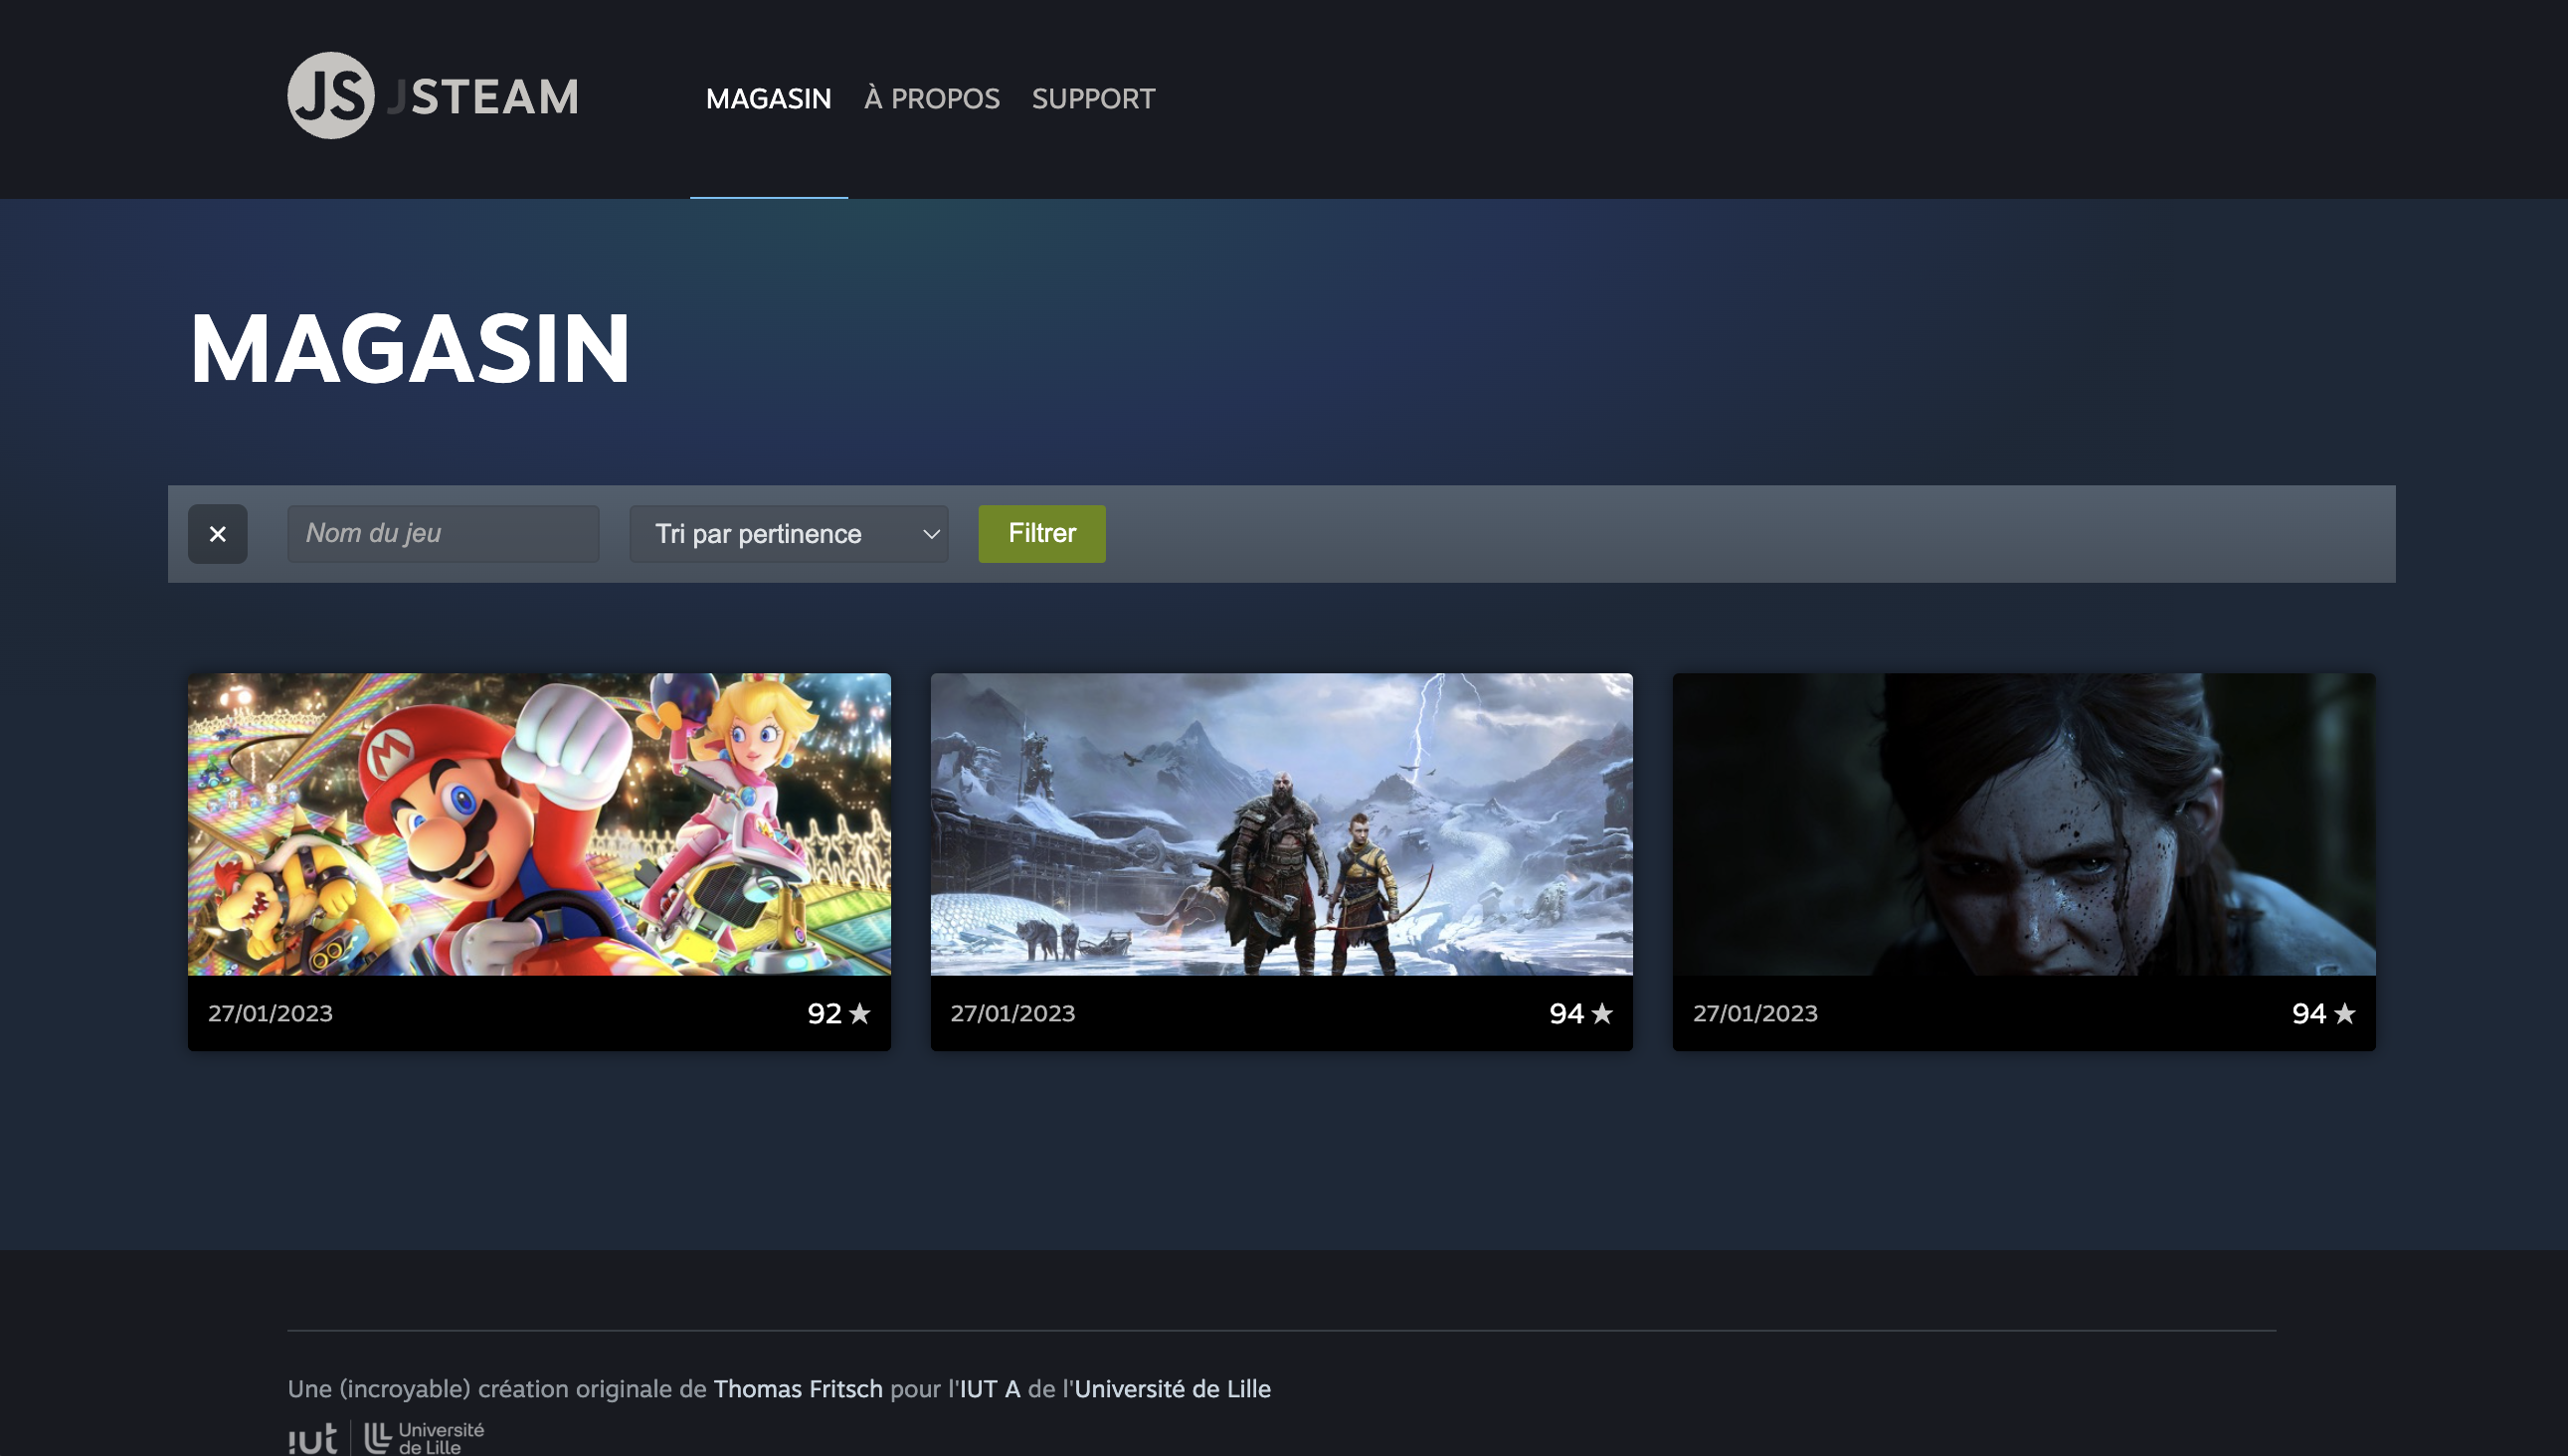 JS JSTEAM
MAGASIN À PROPOS SUPPORT
MAGASIN
✕ Nom du jeu Tri par pertinence Filtrer
M
27/01/2023 92 ★
27/01/2023 94 ★
27/01/2023 94 ★
Une (incroyable) création originale de Thomas Fritsch pour l'IUT A de l'Université de Lille
iut Université
de Lille